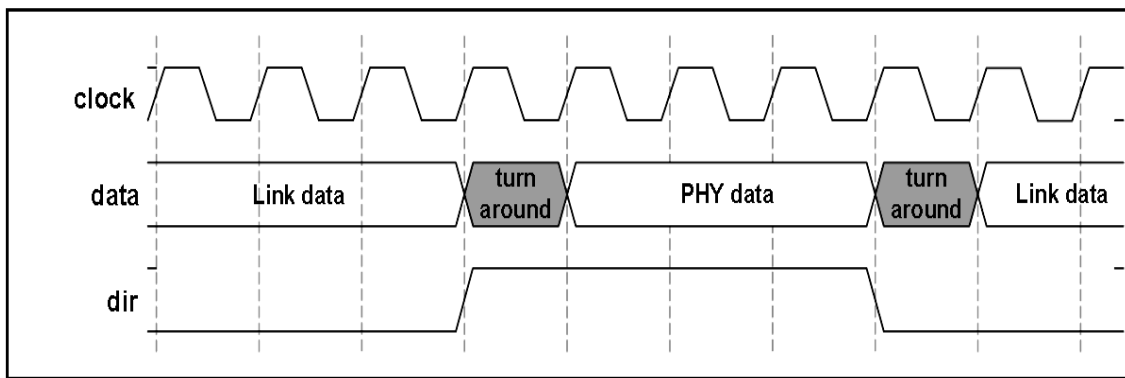 clock
data
Link data
turn
around
PHY data
turn
around
Link data
dir